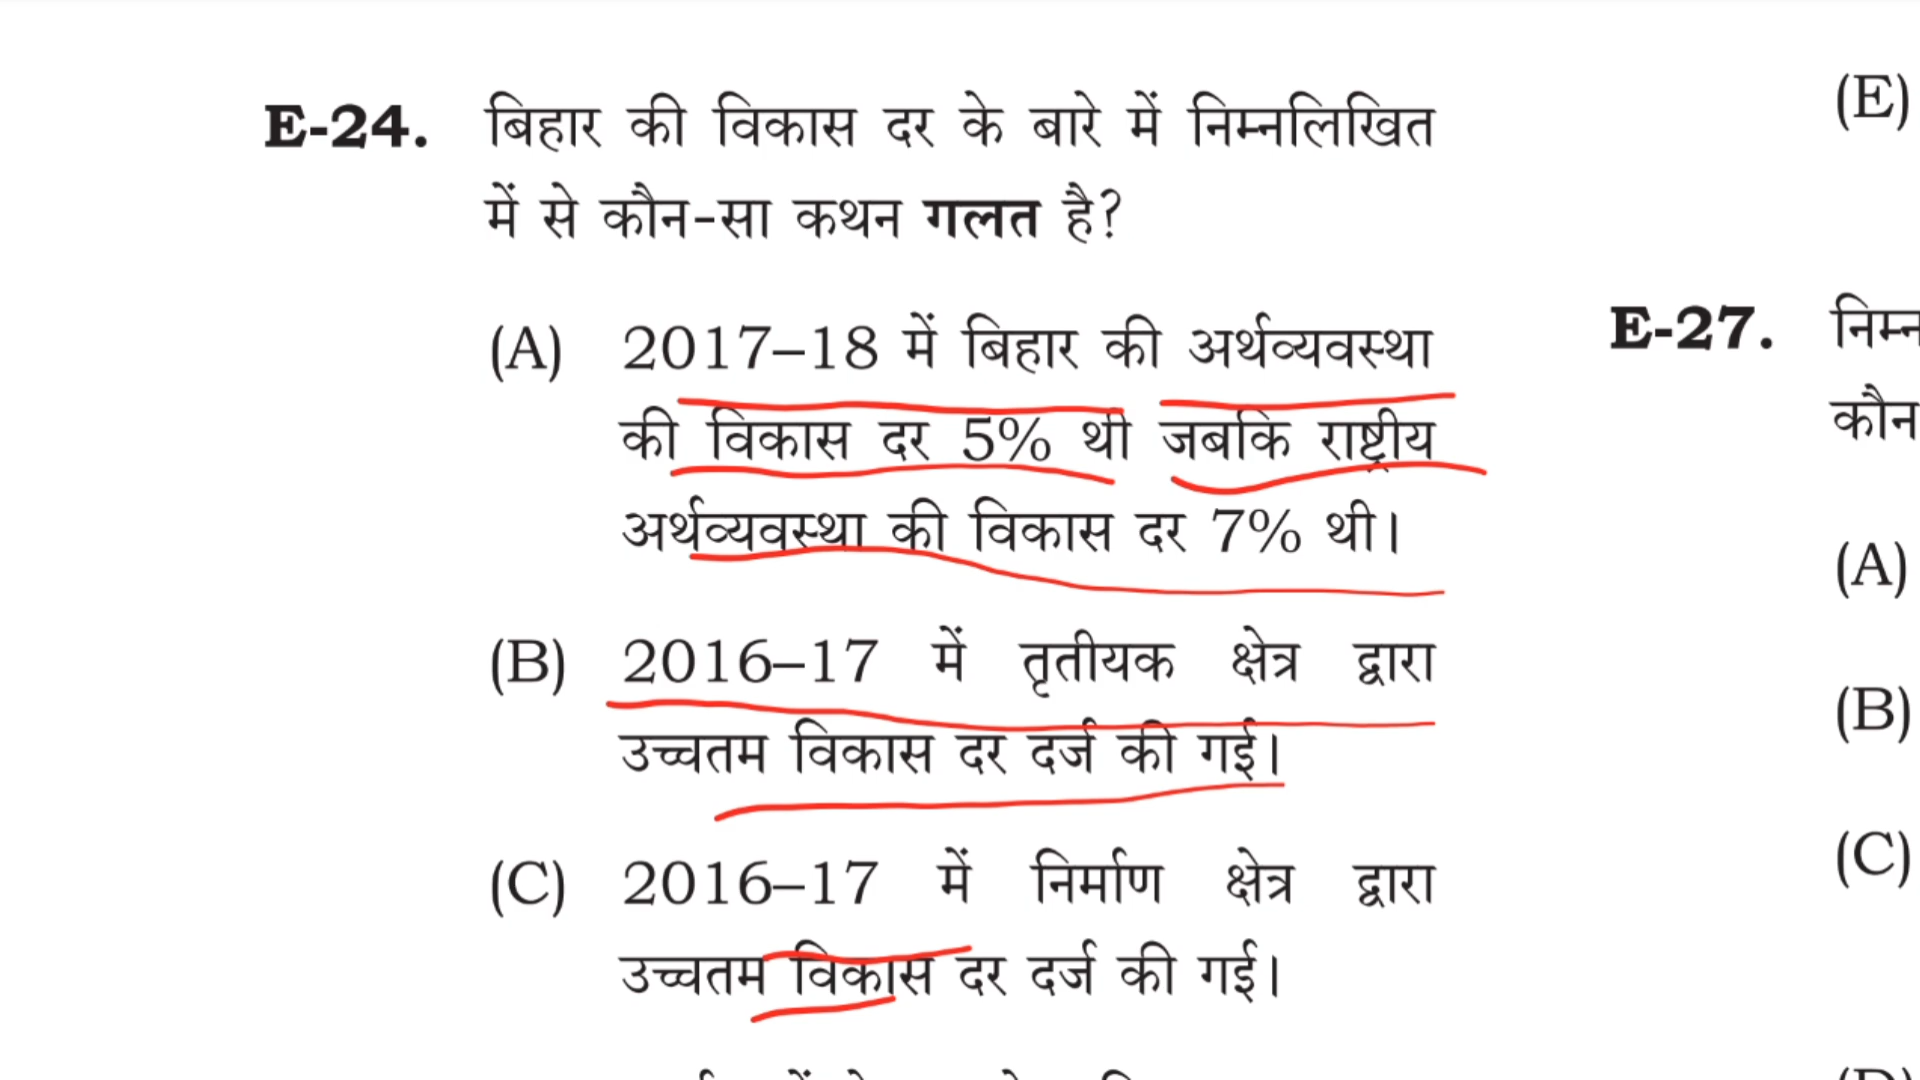 E-24. बिहार की विकास दर के बारे में निम्नलिखित
में से कौन-सा कथन गलत है?
(A) 2017–18 में बिहार की अर्थव्यवस्था
की विकास दर 5% थी जबकि राष्ट्रीय
अर्थव्यवस्था की विकास दर 7% थी।
(B) 2016–17 में तृतीयक क्षेत्र द्वारा
उच्चतम विकास दर दर्ज की गई।
(C) 2016–17 में निर्माण क्षेत्र द्वारा
उच्चतम विकास दर दर्ज की गई।
(E)
E-27. निम्न
कौन
(A)
(B)
(C)